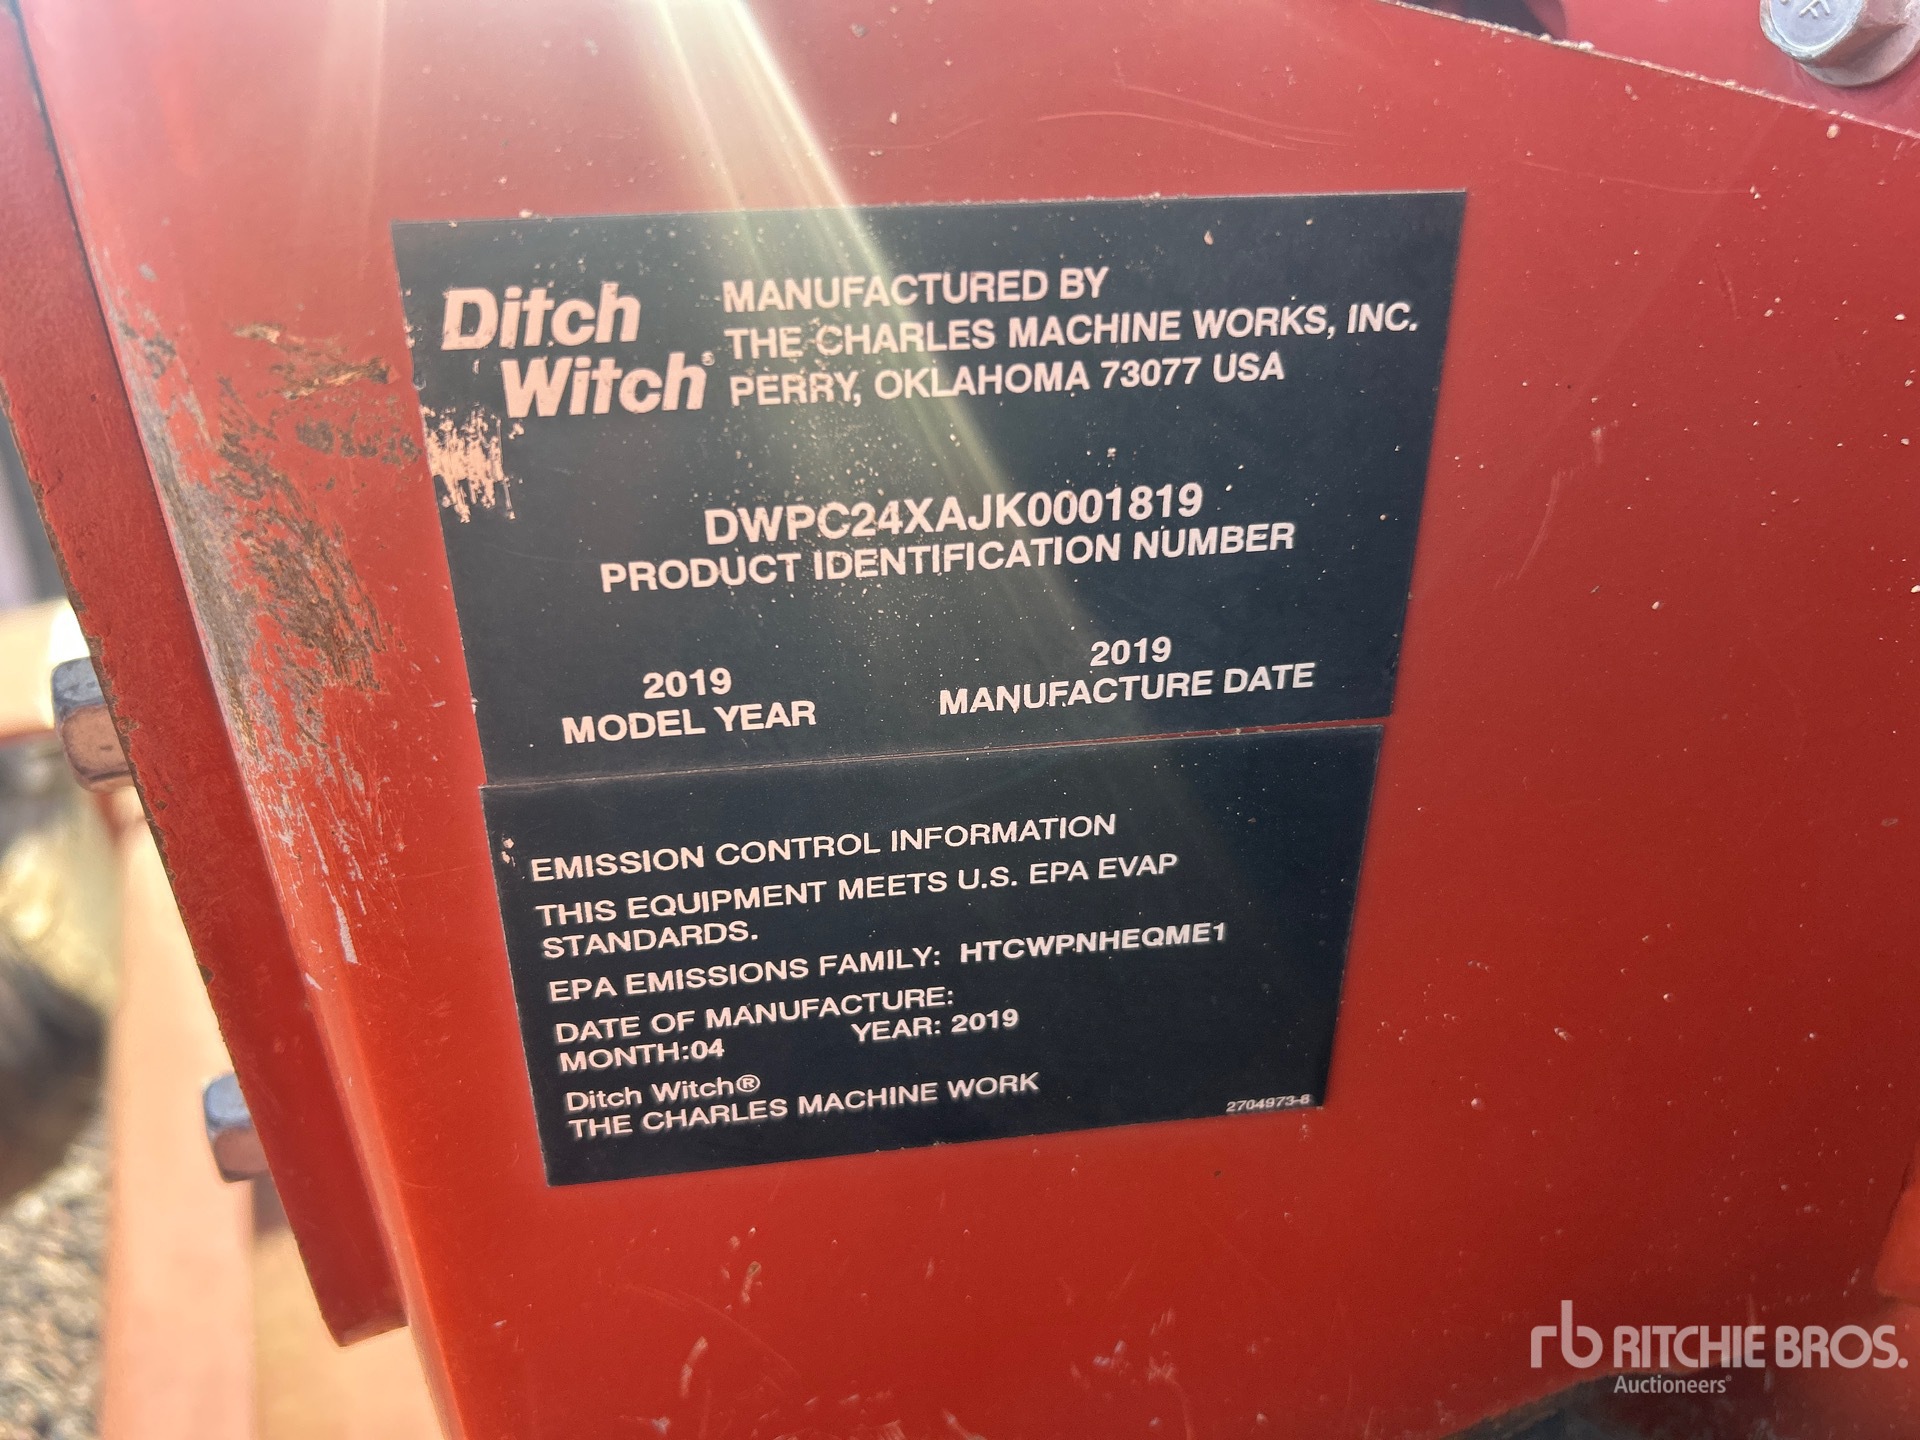 Ditch
Witch®
MANUFACTURED BY
THE CHARLES MACHINE WORKS, INC.
PERRY, OKLAHOMA 73077 USA
DWPC24XAJK0001819
PRODUCT IDENTIFICATION NUMBER
2019
MODEL YEAR
2019
MANUFACTURE DATE
EMISSION CONTROL INFORMATION
THIS EQUIPMENT MEETS U.S. EPA EVAP
STANDARDS.
EPA EMISSIONS FAMILY: HTCWPNHEQME1
DATE OF MANUFACTURE:
MONTH:04 YEAR: 2019
Ditch Witch®
THE CHARLES MACHINE WORK
2704973-8
rb RITCHIE BROS.
Auctioneers®